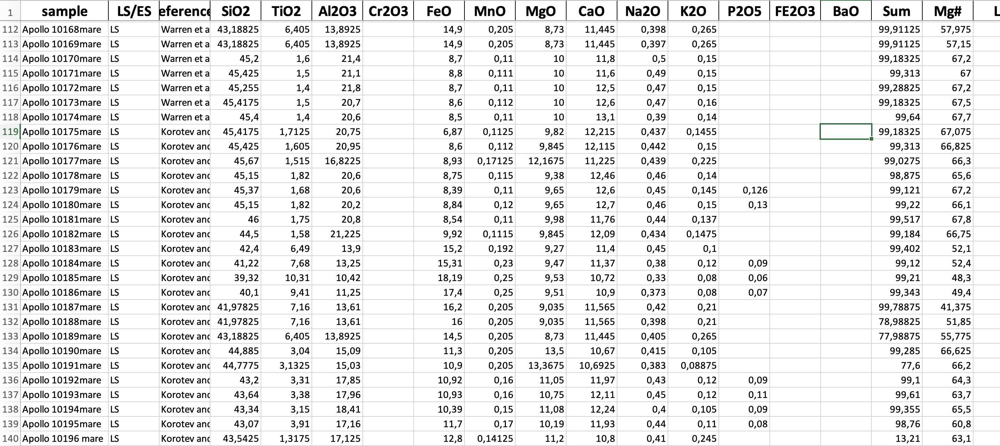 1 sample LS/ES eference SiO2 TiO2 Al2O3 Cr2O3 FeO MnO MgO CaO Na2O K2O P2O5 FE2O3 BaO Sum Mg# L
112 Apollo 10168mare LS Warren et a 43,18825 6,405 13,8925 14,9 0,205 8,73 11,445 0,398 0,265 99,91125 57,975
113 Apollo 10169mare LS Warren et a 43,18825 6,405 13,8925 14,9 0,205 8,73 11,445 0,397 0,265 99,91125 57,15
114 Apollo 10170mare LS Warren et a 45,2 1,6 21,4 8,7 0,11 10 11,8 0,5 0,15 99,18325 67,2
115 Apollo 10171mare LS Warren et a 45,425 1,5 21,1 8,8 0,111 10 11,6 0,49 0,15 99,313 67
116 Apollo 10172mare LS Warren et a 45,255 1,4 21,8 8,7 0,11 10 12,5 0,47 0,15 99,28825 67,2
117 Apollo 10173mare LS Warren et a 45,4175 1,5 20,7 8,6 0,112 10 12,6 0,47 0,16 99,18325 67,5
118 Apollo 10174mare LS Warren et a 45,4 1,4 20,6 8,5 0,11 10 13,1 0,39 0,14 99,64 67,7
119 Apollo 10175mare LS Korotev and 45,4175 1,7125 20,75 6,87 0,1125 9,82 12,215 0,437 0,1455 99,18325 67,075
120 Apollo 10176mare LS Korotev and 45,425 1,605 20,95 8,6 0,112 9,845 12,115 0,442 0,15 99,313 66,825
121 Apollo 10177mare LS Korotev and 45,67 1,515 16,8225 8,93 0,17125 12,1675 11,225 0,439 0,225 99,0275 66,3
122 Apollo 10178mare LS Korotev and 45,15 1,82 20,6 8,75 0,115 9,38 12,46 0,46 0,14 98,875 65,6
123 Apollo 10179mare LS Korotev and 45,37 1,68 20,6 8,39 0,11 9,65 12,6 0,45 0,145 0,126 99,121 67,2
124 Apollo 10180mare LS Korotev and 45,15 1,82 20,2 8,84 0,12 9,65 12,7 0,46 0,15 0,13 99,22 66,1
125 Apollo 10181mare LS Korotev and 46 1,75 20,8 8,54 0,11 9,98 11,76 0,44 0,137 99,517 67,8
126 Apollo 10182mare LS Korotev and 44,5 1,58 21,225 9,92 0,1115 9,845 12,09 0,434 0,1475 99,184 66,75
127 Apollo 10183mare LS Korotev and 42,4 6,49 13,9 15,2 0,192 9,27 11,4 0,45 0,1 99,402 52,1
128 Apollo 10184mare LS Korotev and 41,22 7,68 13,25 15,31 0,23 9,47 11,37 0,38 0,12 0,09 99,12 52,4
129 Apollo 10185mare LS Korotev and 39,32 10,31 10,42 18,19 0,25 9,53 10,72 0,33 0,08 0,06 99,21 48,3
130 Apollo 10186mare LS Korotev and 40,1 9,41 11,25 17,4 0,25 9,51 10,9 0,373 0,08 0,07 99,343 49,4
131 Apollo 10187mare LS Korotev and 41,97825 7,16 13,61 16,2 0,205 9,035 11,565 0,42 0,21 99,78875 41,375
132 Apollo 10188mare LS Korotev and 41,97825 7,16 13,61 16 0,205 9,035 11,565 0,398 0,21 78,98825 51,85
133 Apollo 10189mare LS Korotev and 43,18825 6,405 13,8925 14,5 0,205 8,73 11,445 0,405 0,265 77,98875 55,775
134 Apollo 10190mare LS Korotev and 44,885 3,04 15,09 11,3 0,205 13,5 10,67 0,415 0,105 99,285 66,625
135 Apollo 10191mare LS Korotev and 44,7775 3,1325 15,03 10,9 0,205 13,3675 10,6925 0,383 0,08875 77,6 66,2
136 Apollo 10192mare LS Korotev and 43,2 3,31 17,85 10,92 0,16 11,05 11,97 0,43 0,12 0,09 99,1 64,3
137 Apollo 10193mare LS Korotev and 43,64 3,38 17,96 10,93 0,16 10,75 12,11 0,45 0,12 0,11 99,61 63,7
138 Apollo 10194mare LS Korotev and 43,34 3,15 18,41 10,39 0,15 11,08 12,24 0,4 0,105 0,09 99,355 65,5
139 Apollo 10195mare LS Korotev and 43,07 3,91 17,16 11,7 0,17 10,19 11,93 0,44 0,11 0,08 98,76 60,8
140 Apollo 10196 mare LS Korotev and 43,5425 1,3175 17,125 12,8 0,14125 11,2 10,8 0,41 0,245 13,21 63,1